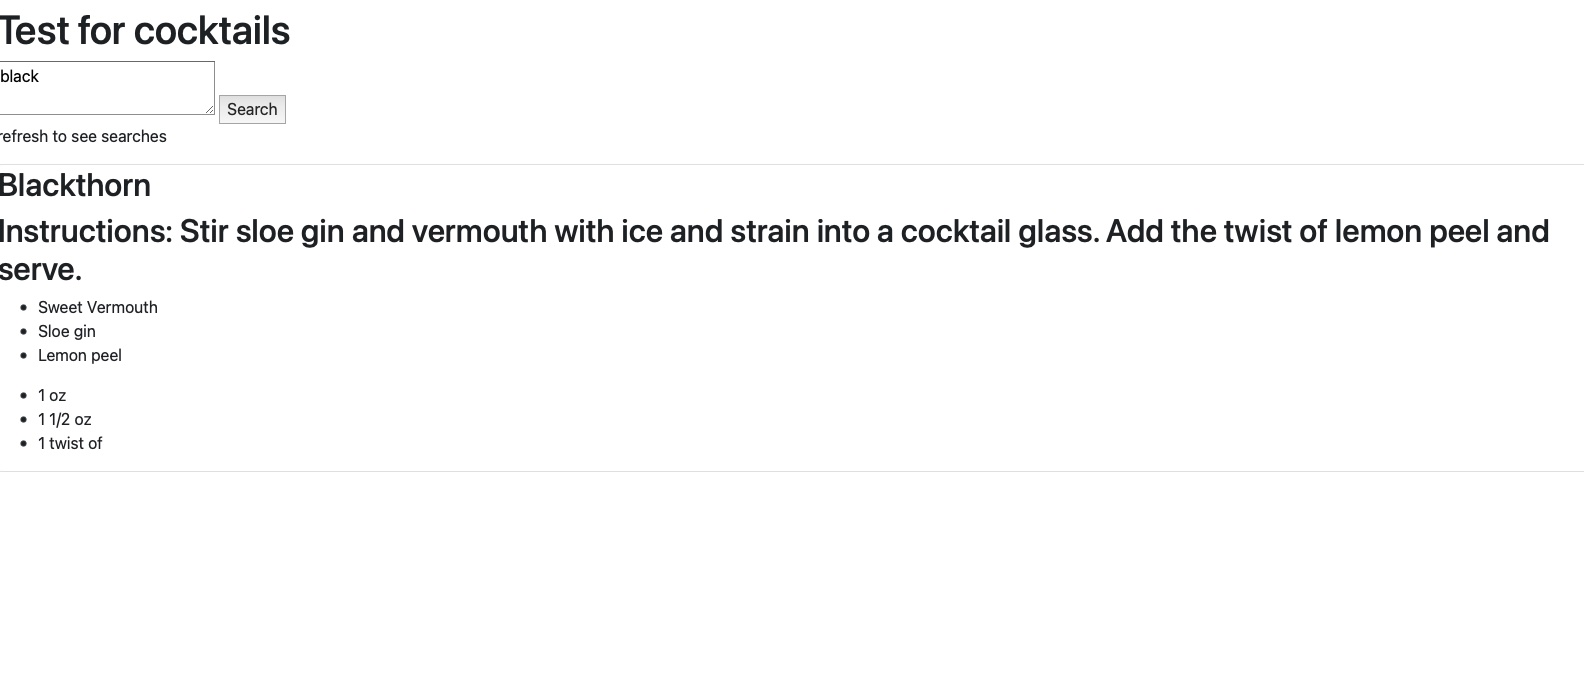 Test for cocktails
black
Search
refresh to see searches
Blackthorn
Instructions: Stir sloe gin and vermouth with ice and strain into a cocktail glass. Add the twist of lemon peel and
serve.
Sweet Vermouth
Sloe gin
Lemon peel
1 oz
1 1/2 oz
1 twist of